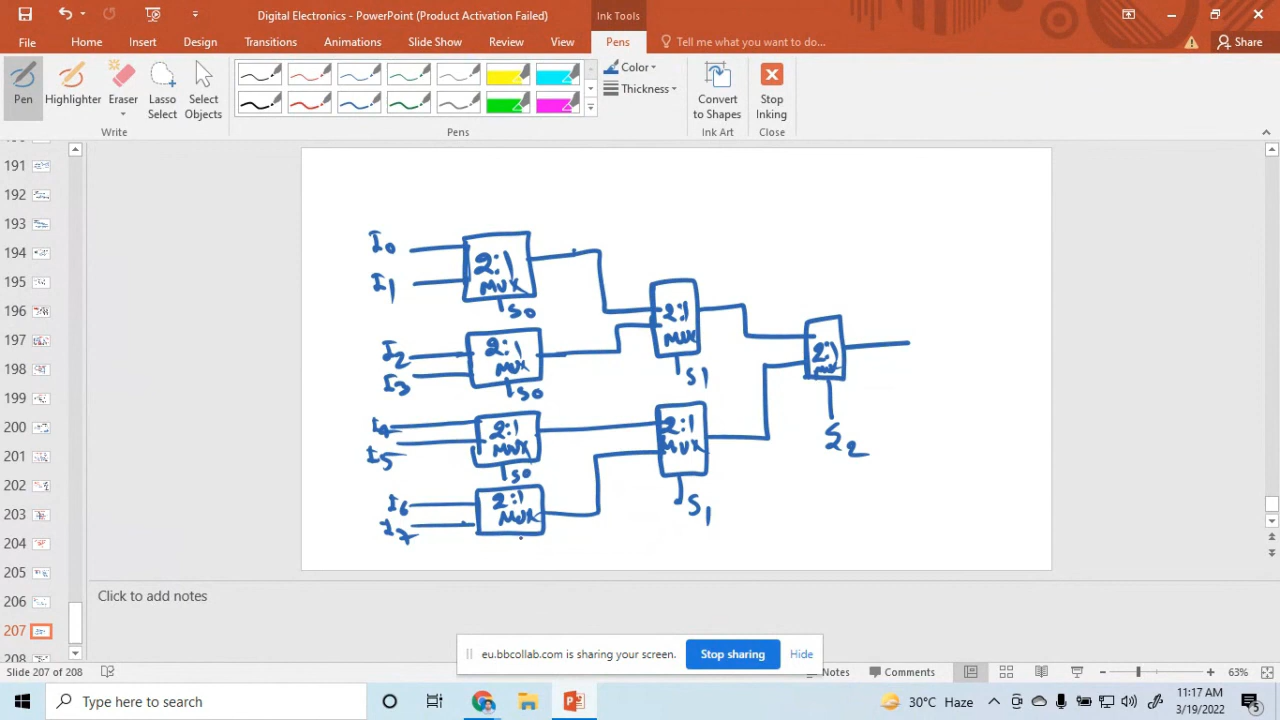 Digital Electronics - PowerPoint (Product Activation Failed)
Ink Tools
File
Home
Insert
Design
Transitions
Animations
Slide Show
Review
View
Pens
Tell me what you want to do...
Share
Pen
Highlighter
Eraser
Lasso Select
Select Objects
Write
Pens
Color
Thickness
Convert to Shapes
Ink Art
Stop Inking
Close
191
192
193
194
195
196
197
198
199
200
201
202
203
204
205
206
207
208
I0
I1
2:1
MUX
S0
I2
I3
2:1
MUX
S0
I4
I5
2:1
MUX
S0
I6
I7
2:1
MUX
2:1
MUX
S1
2:1
MUX
S1
2:1
MUX
S2
Click to add notes
eu.bbcollab.com is sharing your screen.
Stop sharing
Hide
Slide 207 of 208
Notes
Comments
63%
Type here to search
30°C Haze
11:17 AM
3/19/2022
5